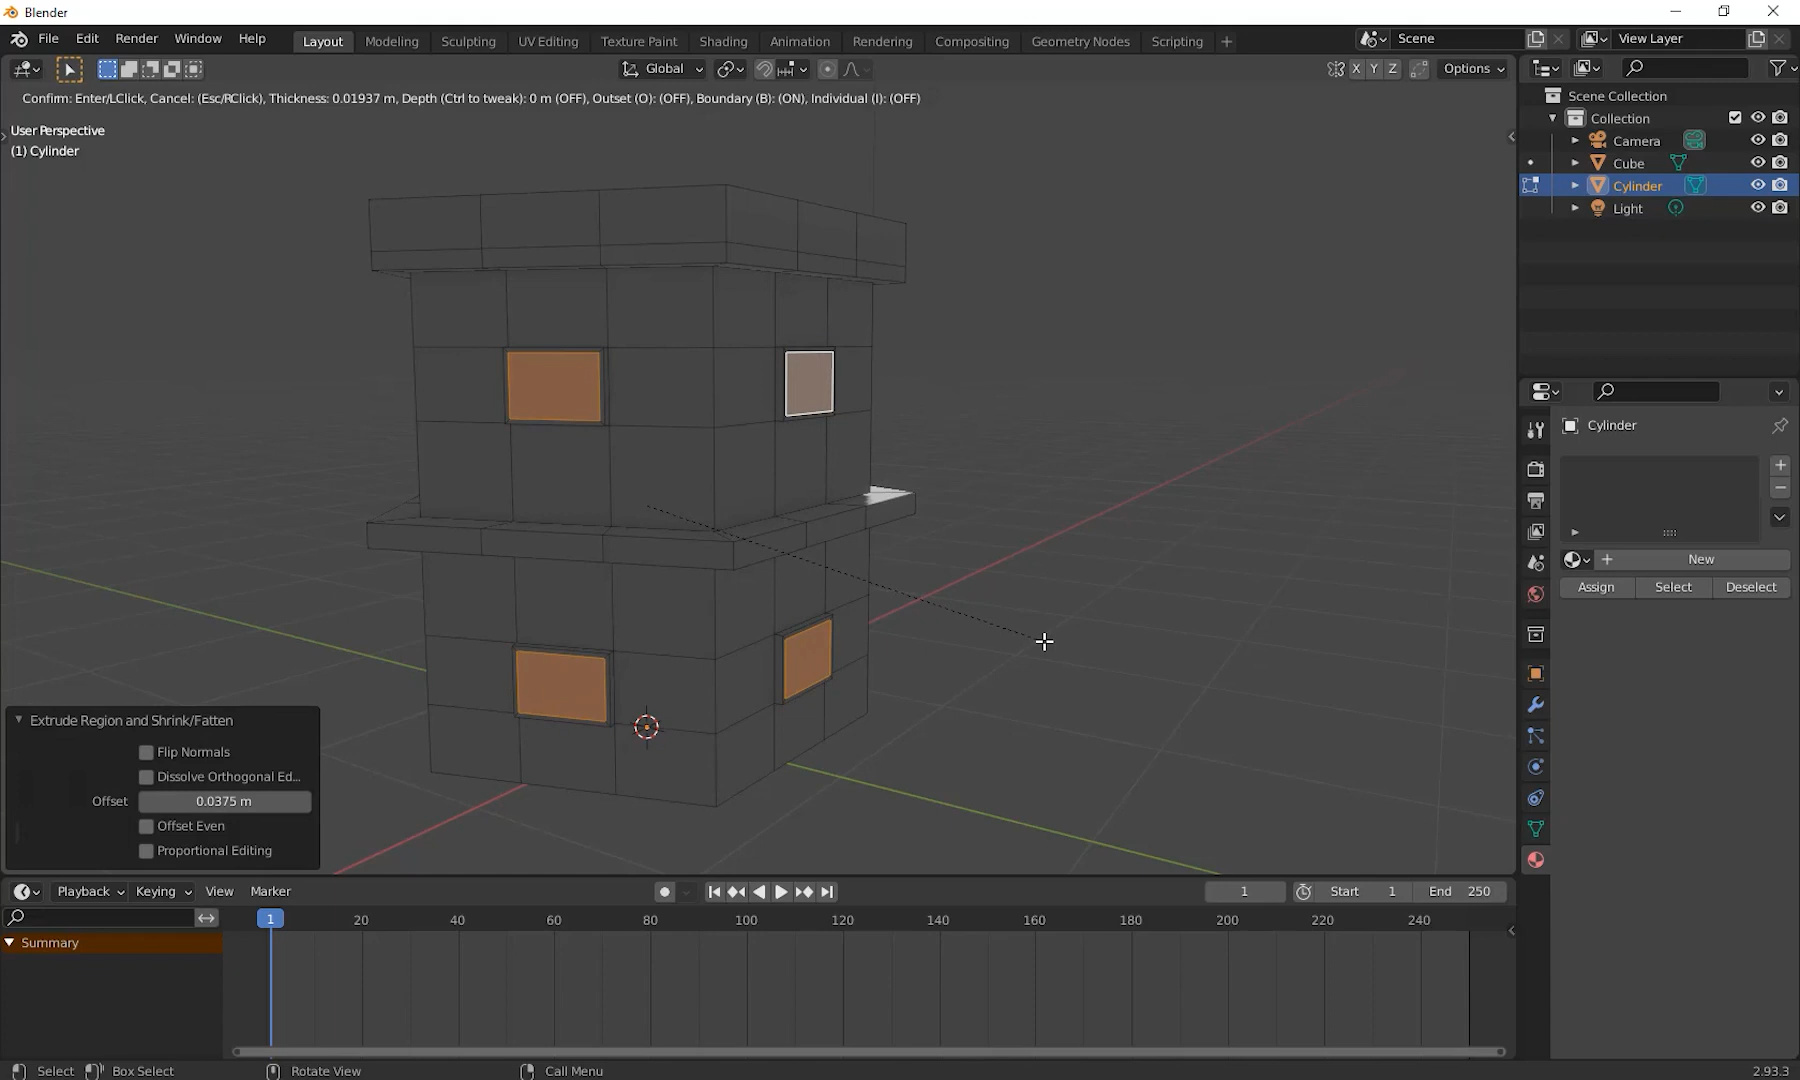 Blender
File Edit Render Window Help Layout Modeling Sculpting UV Editing Texture Paint Shading Animation Rendering Compositing Geometry Nodes Scripting + Scene View Layer
Global X Y Z Options
Confirm: Enter/LClick, Cancel: (Esc/RClick), Thickness: 0.01937 m, Depth (Ctrl to tweak): 0 m (OFF), Outset (O): (OFF), Boundary (B): (ON), Individual (I): (OFF)
User Perspective
(1) Cylinder
Scene Collection
Collection
Camera
Cube
Cylinder
Light
Cylinder
+ New
Assign Select Deselect
Extrude Region and Shrink/Fatten
Flip Normals
Dissolve Orthogonal Ed...
Offset 0.0375 m
Offset Even
Proportional Editing
Playback Keying View Marker 1 Start 1 End 250
1 20 40 60 80 100 120 140 160 180 200 220 240
Summary
Select Box Select Rotate View Call Menu 2.93.3